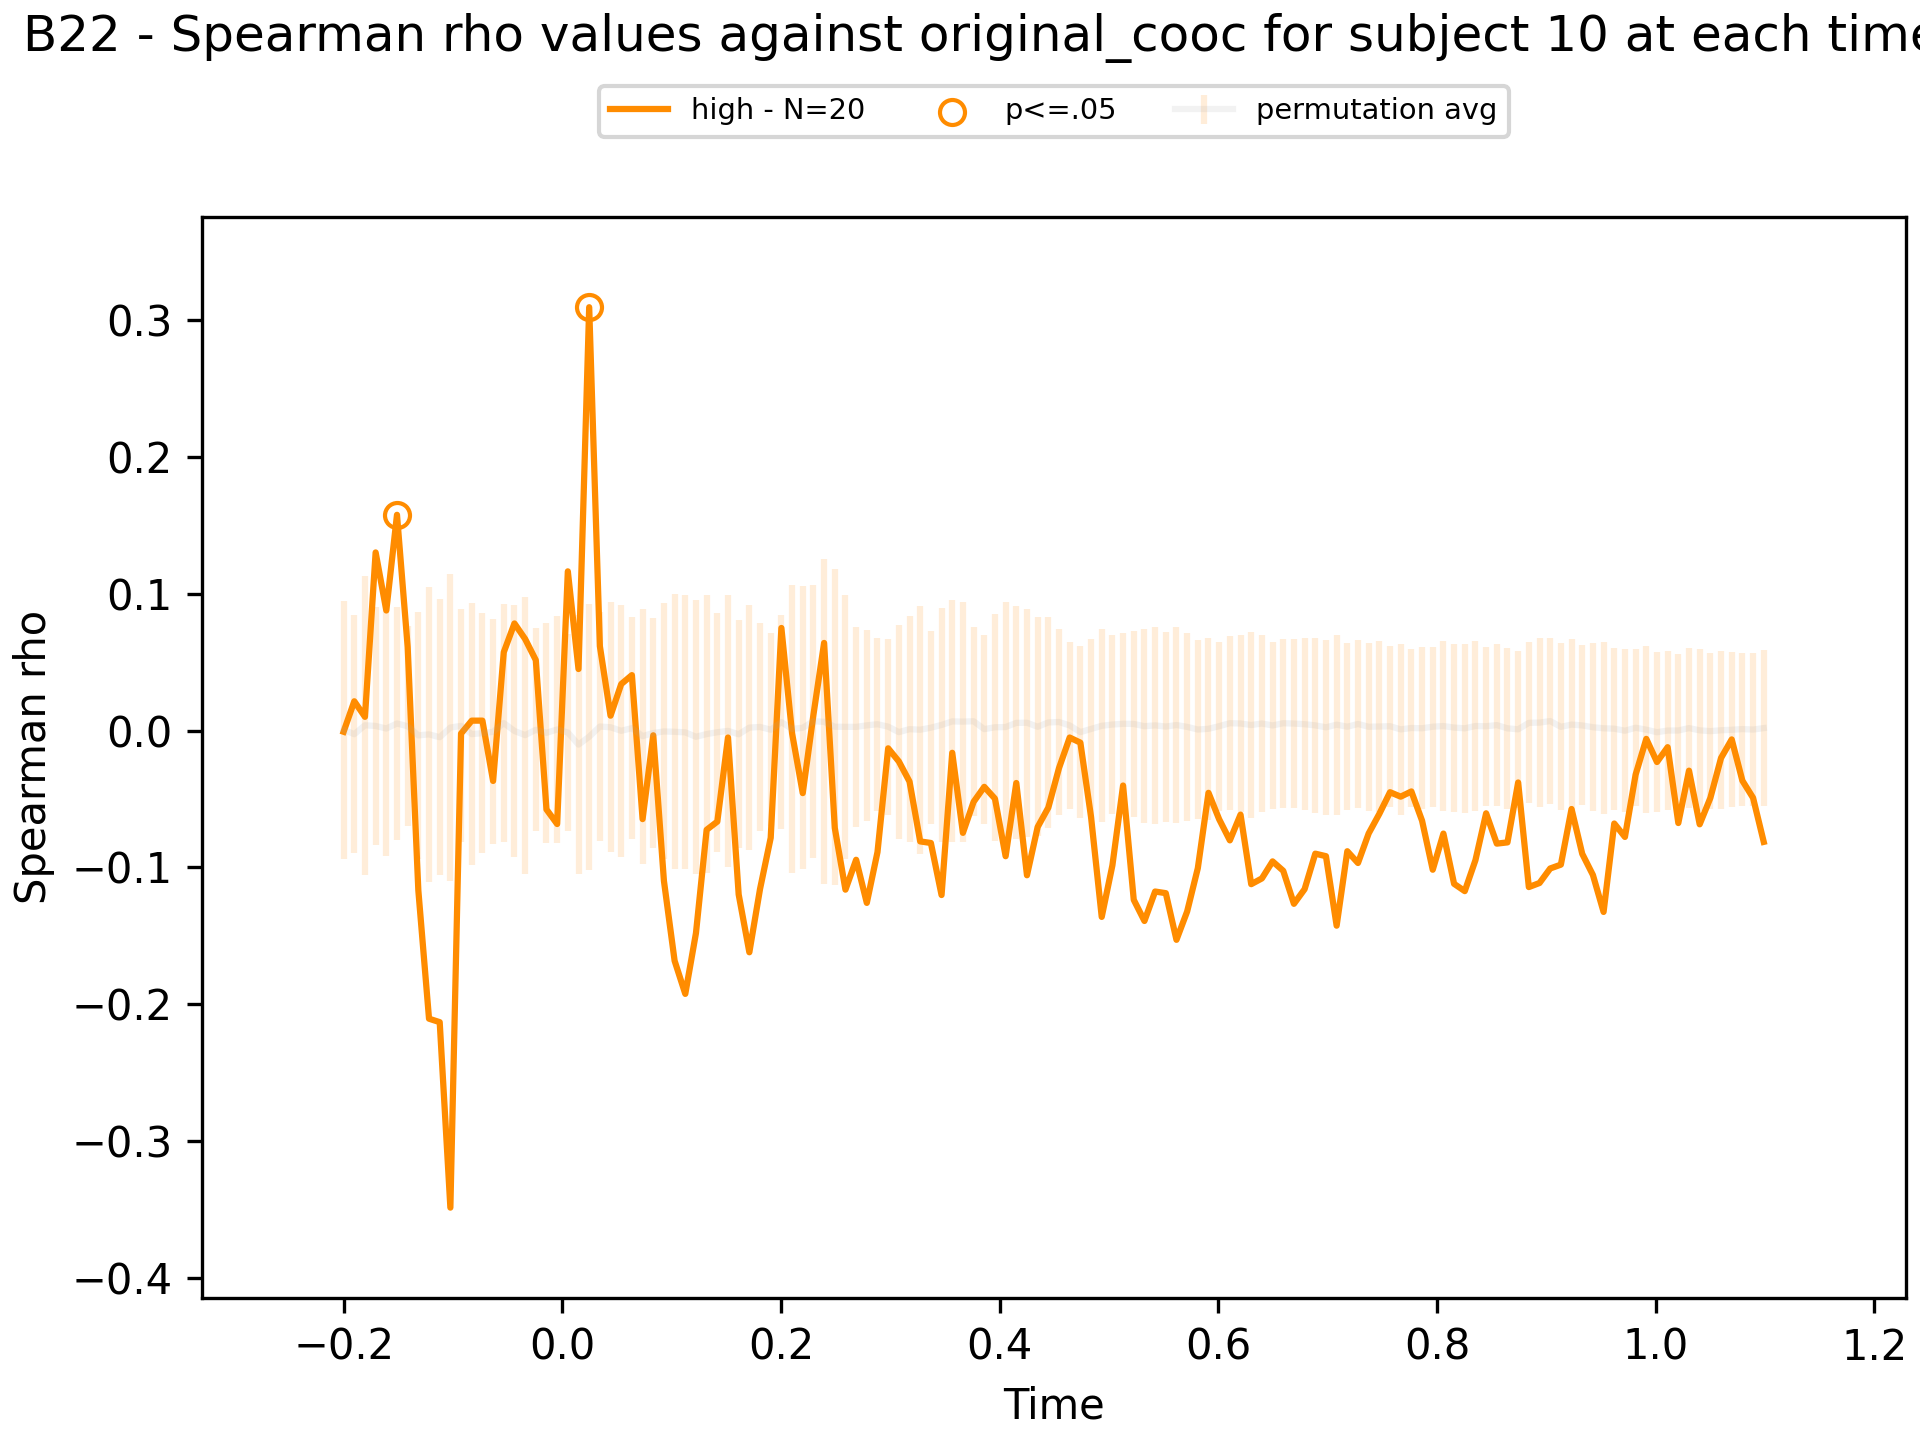 B22 - Spearman rho values against original_cooc for subject 10 at each time
high - N=20 p<=.05 permutation avg
Spearman rho
0.3
0.2
0.1
0.0
−0.1
−0.2
−0.3
−0.4
−0.2 0.0 0.2 0.4 0.6 0.8 1.0 1.2
Time